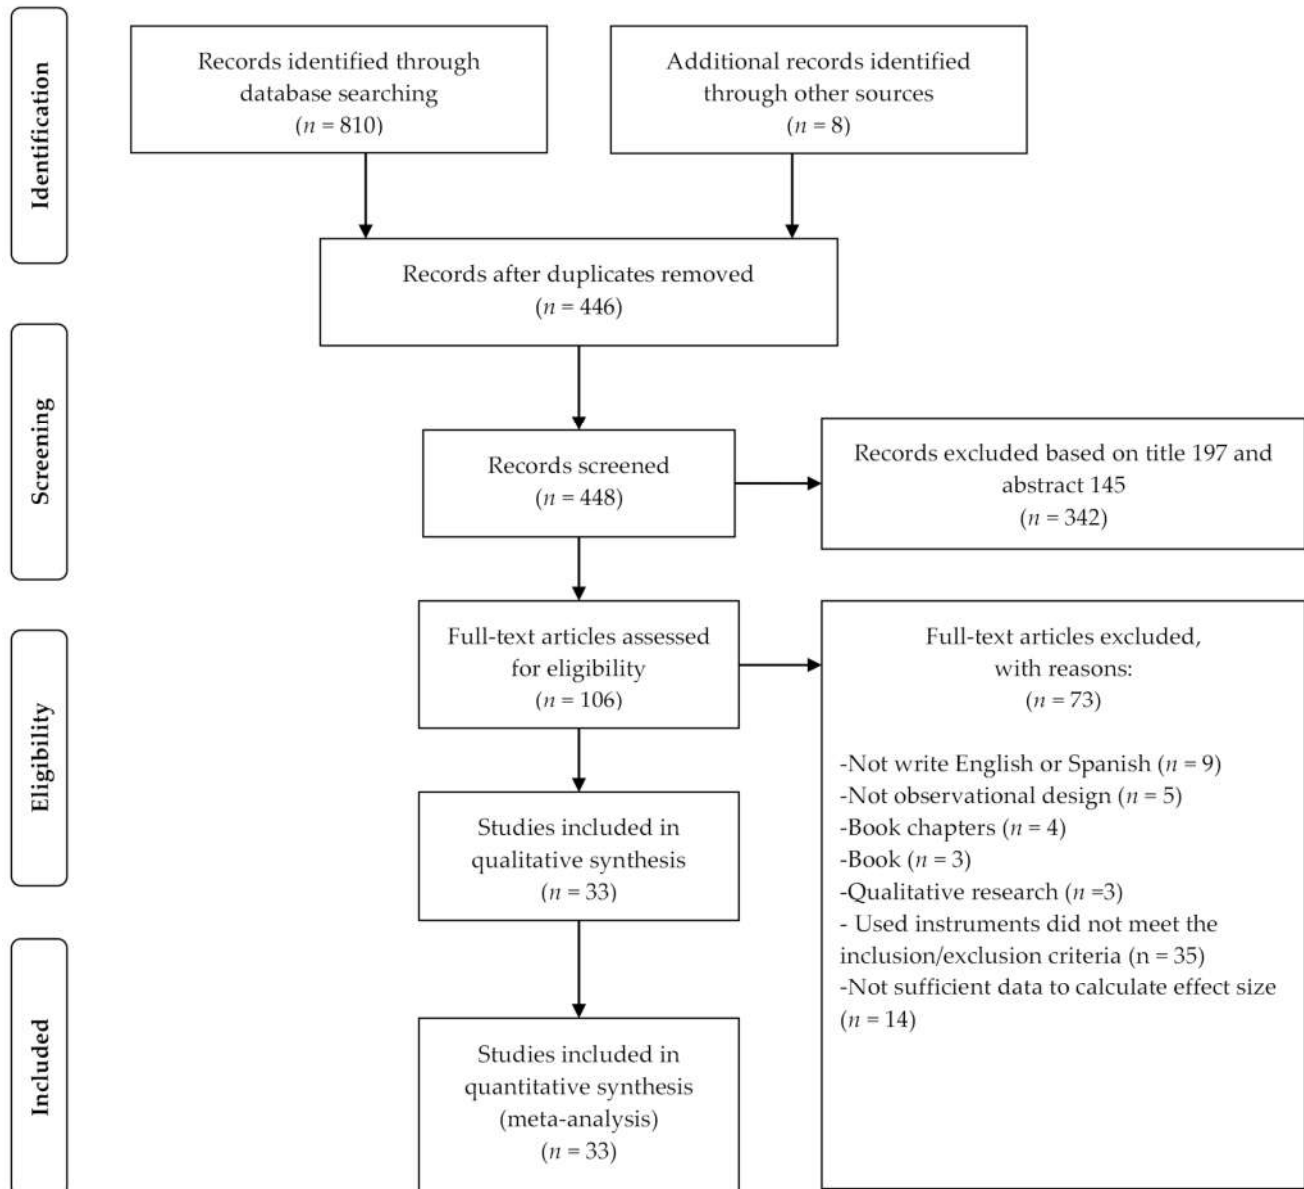 Identification
Records identified through
database searching
(n = 810)
Additional records identified
through other sources
(n = 8)
Records after duplicates removed
(n = 446)
Screening
Records screened
(n = 448)
Records excluded based on title 197 and
abstract 145
(n = 342)
Eligibility
Full-text articles assessed
for eligibility
(n = 106)
Full-text articles excluded,
with reasons:
(n = 73)
-Not write English or Spanish (n = 9)
-Not observational design (n = 5)
-Book chapters (n = 4)
-Book (n = 3)
-Qualitative research (n =3)
- Used instruments did not meet the
inclusion/exclusion criteria (n = 35)
-Not sufficient data to calculate effect size
(n = 14)
Studies included in
qualitative synthesis
(n = 33)
Included
Studies included in
quantitative synthesis
(meta-analysis)
(n = 33)